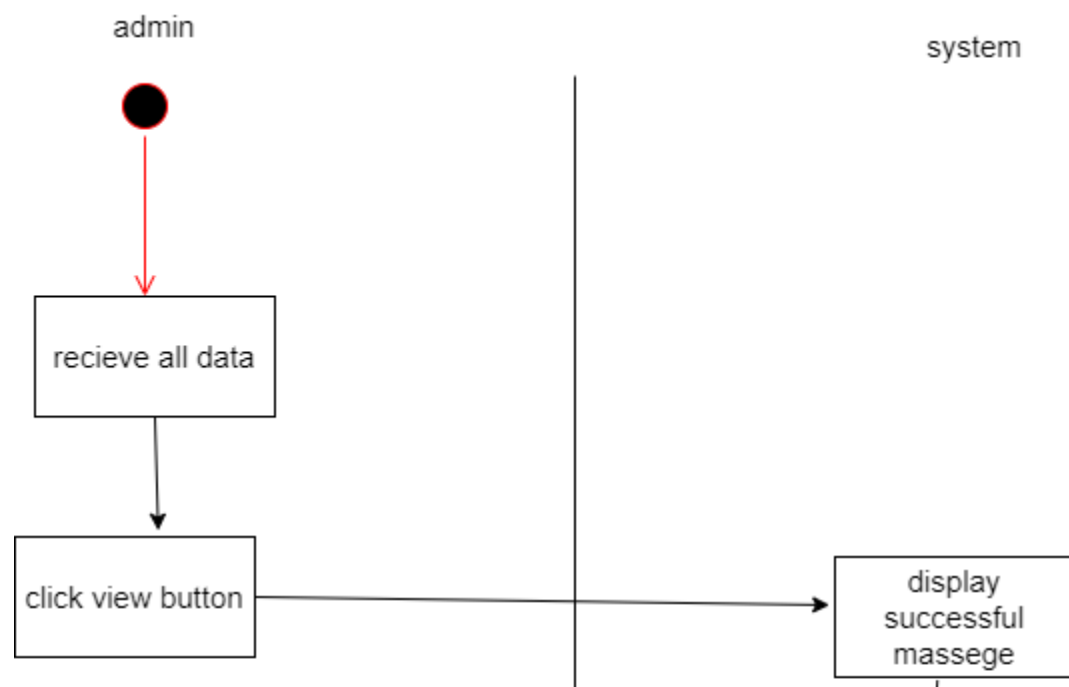 admin
system
recieve all data
click view button
display
successful
massege